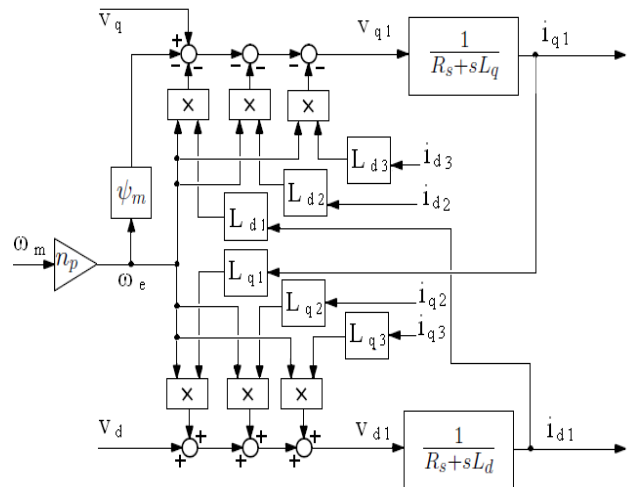 v_q
+
−
−
−
−
−
−
v_q1
1
R_s+sL_q
i_q1
×
×
×
L_d3
i_d3
ψ_m
L_d2
i_d2
L_d1
ω_m
n_p
ω_e
L_q1
L_q2
i_q2
L_q3
i_q3
×
×
×
v_d
+
+
+
+
+
+
v_d1
1
R_s+sL_d
i_d1